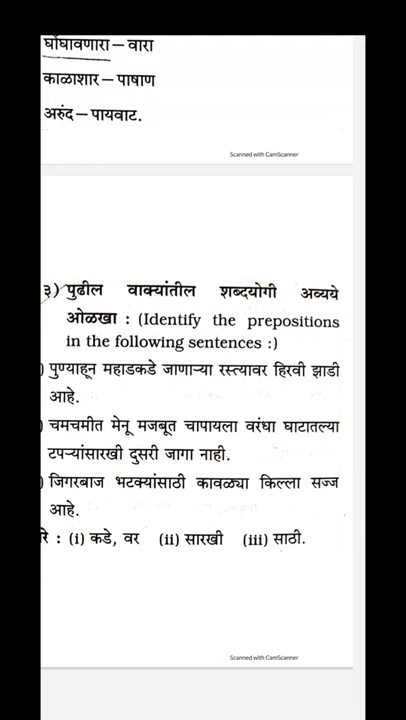 घोंघावणारा – वारा
काळाशार – पाषाण
अरुंद – पायवाट.
Scanned with CamScanner
३) पुढील वाक्यांतील शब्दयोगी अव्यये
ओळखा : (Identify the prepositions
in the following sentences :)
) पुण्याहून महाडकडे जाणाऱ्या रस्त्यावर हिरवी झाडी
आहे.
) चमचमीत मेनू मजबूत चापायला वरंधा घाटातल्या
टपऱ्यांसारखी दुसरी जागा नाही.
) जिगरबाज भटक्यांसाठी कावळ्या किल्ला सज्ज
आहे.
रे : (i) कडे, वर (ii) सारखी (iii) साठी.
Scanned with CamScanner